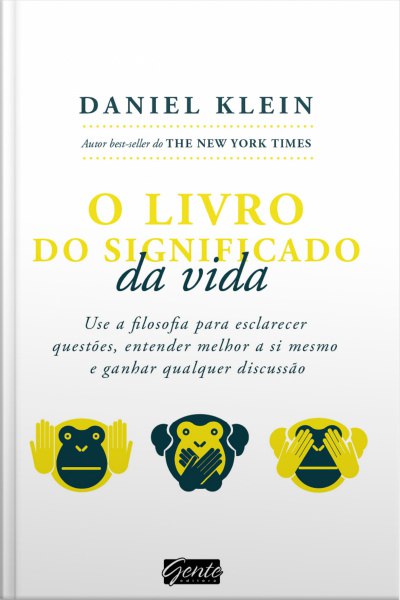 DANIEL KLEIN
Autor best-seller do THE NEW YORK TIMES
O LIVRO
DO SIGNIFICADO
da vida
Use a filosofia para esclarecer
questões, entender melhor a si mesmo
e ganhar qualquer discussão
Gente
editora